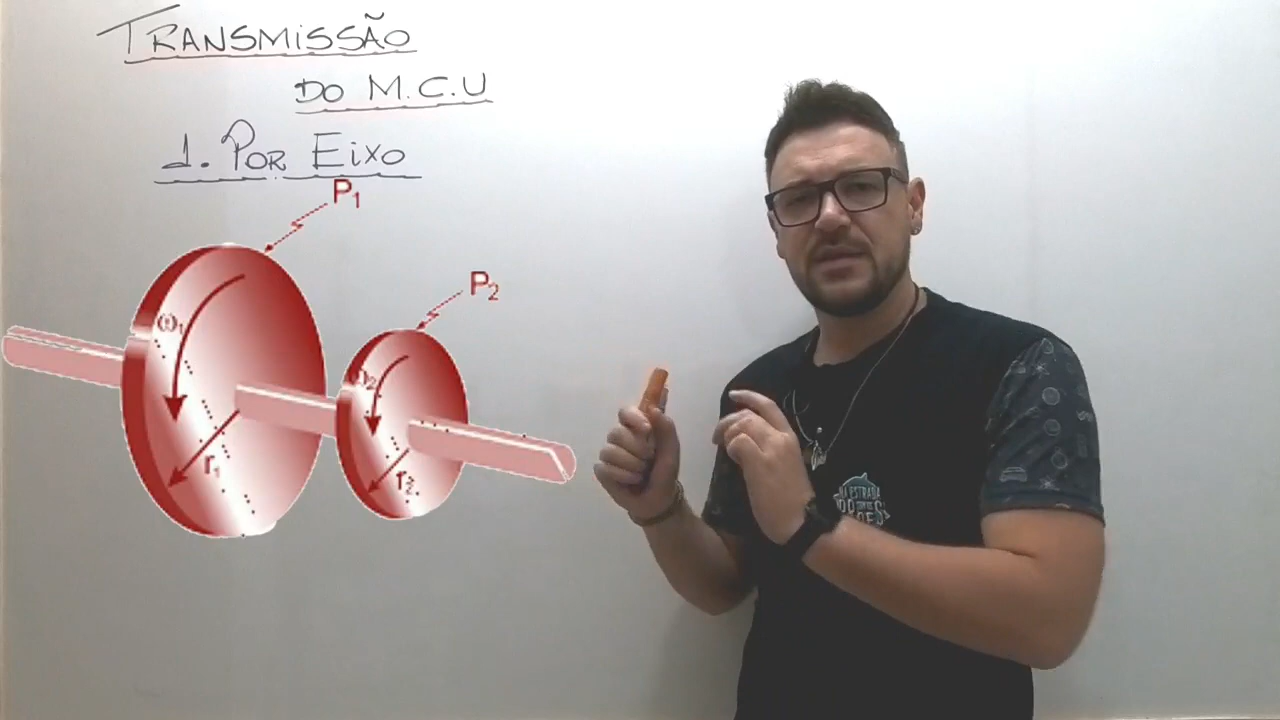 TRANSMISSÃO
DO M.C.U
1. POR EIXO
P1
P2
ω1
ω2
r1
r2